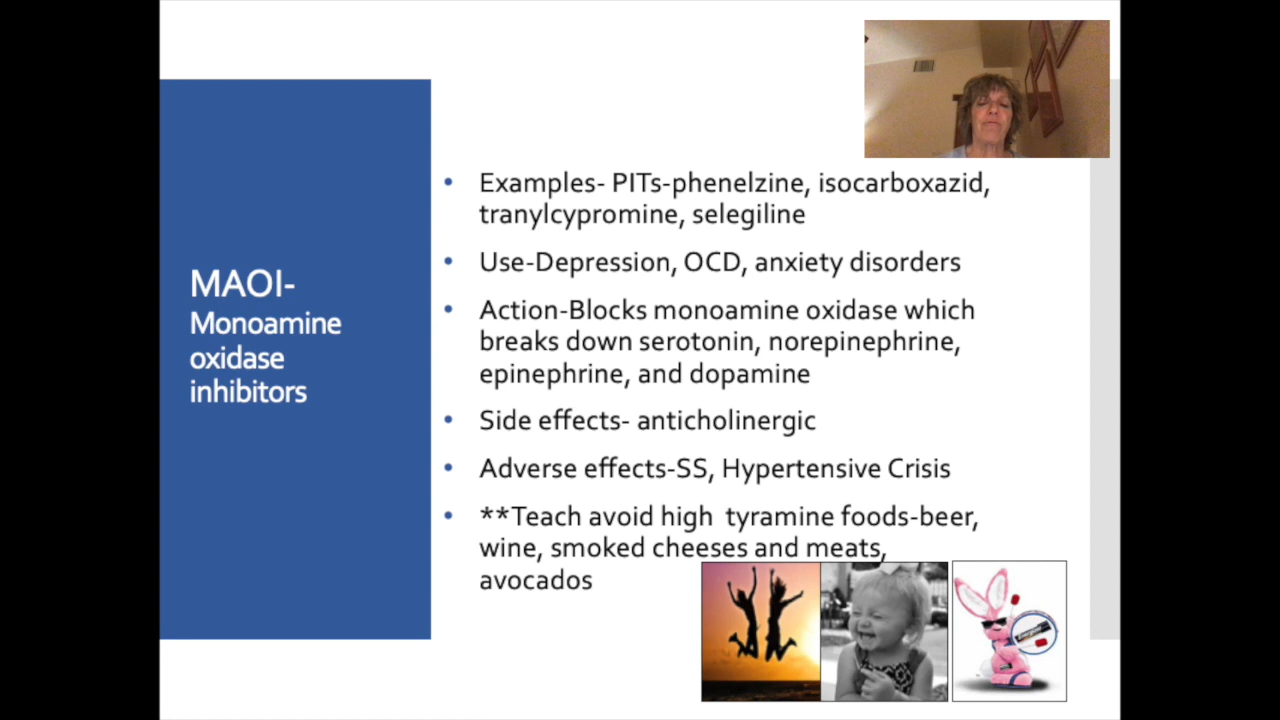 MAOI-
Monoamine
oxidase
inhibitors
• Examples- PITs-phenelzine, isocarboxazid,
tranylcypromine, selegiline
• Use-Depression, OCD, anxiety disorders
• Action-Blocks monoamine oxidase which
breaks down serotonin, norepinephrine,
epinephrine, and dopamine
• Side effects- anticholinergic
• Adverse effects-SS, Hypertensive Crisis
• **Teach avoid high  tyramine foods-beer,
wine, smoked cheeses and meats,
avocados